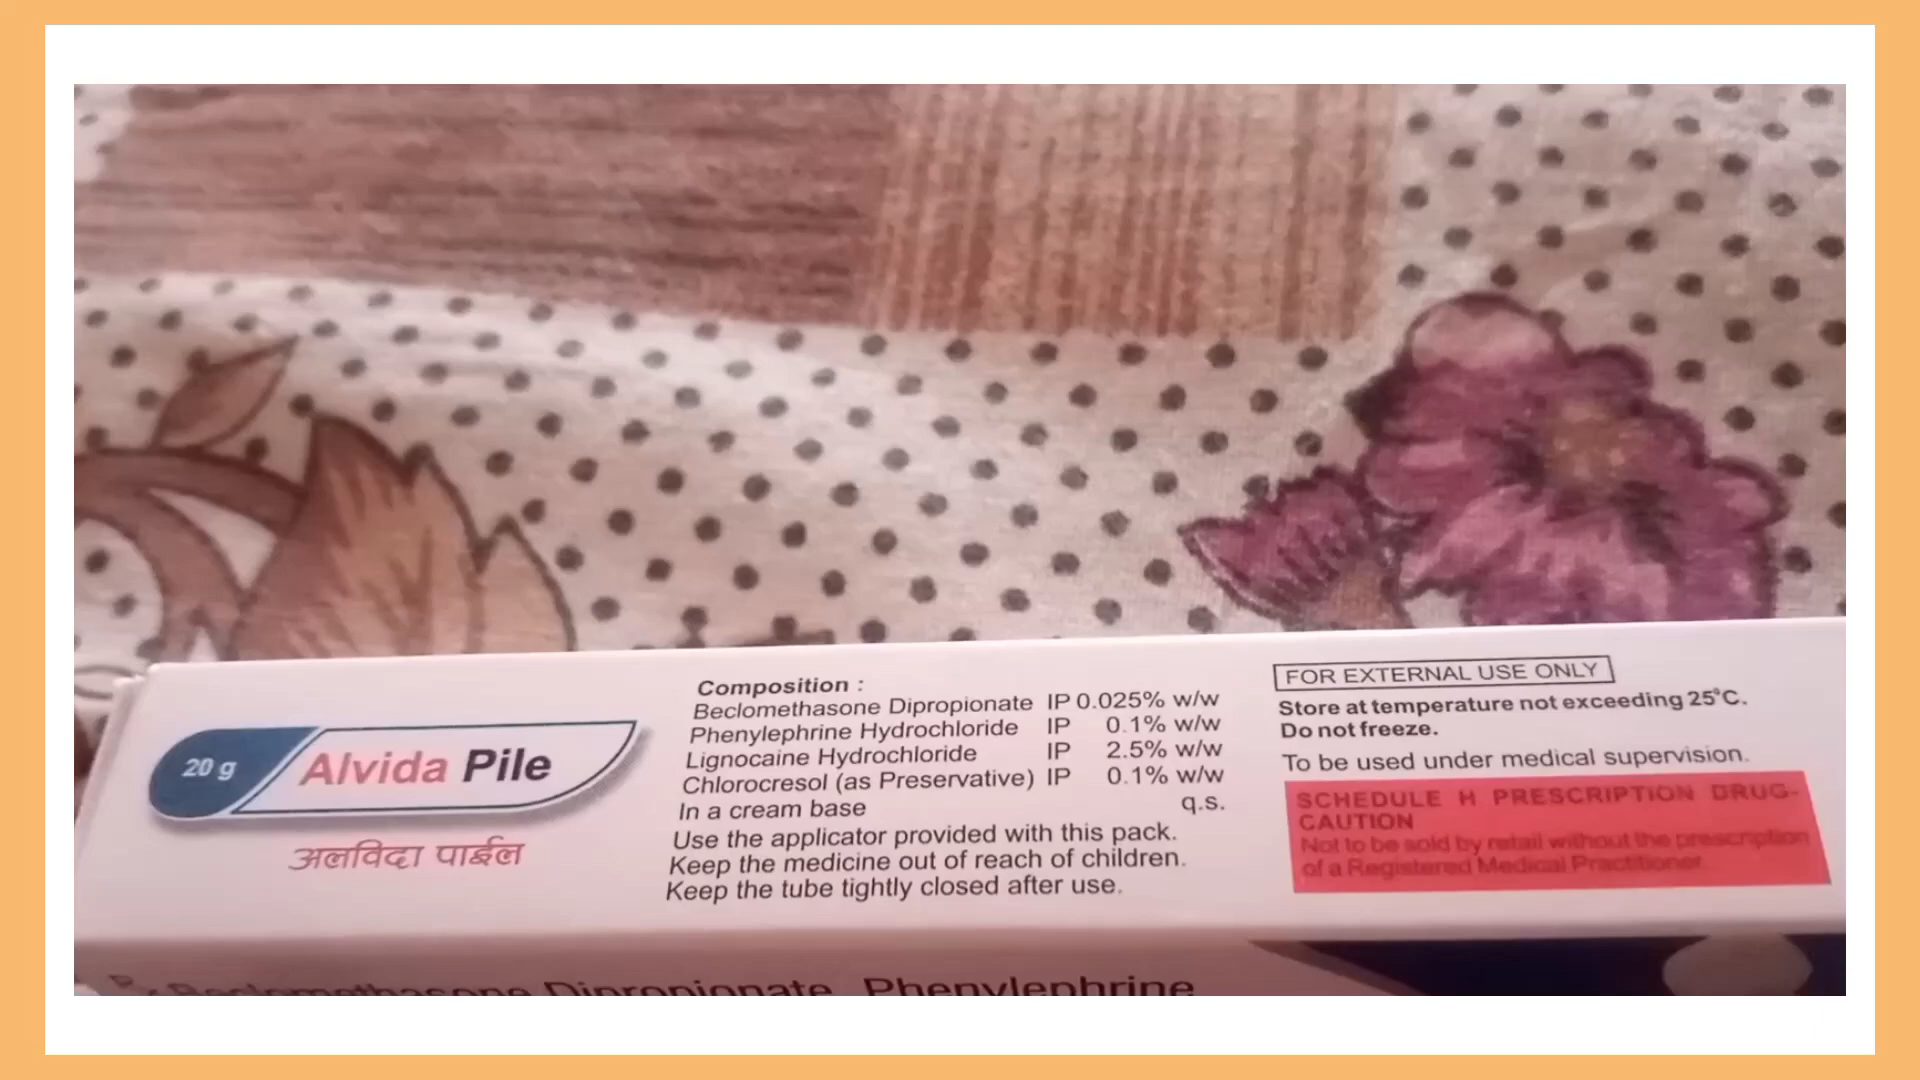 20 g
Alvida Pile
अलविदा पाईल
Composition :
Beclomethasone Dipropionate IP 0.025% w/w
Phenylephrine Hydrochloride IP 0.1% w/w
Lignocaine Hydrochloride IP 2.5% w/w
Chlorocresol (as Preservative) IP 0.1% w/w
In a cream base q.s.
Use the applicator provided with this pack.
Keep the medicine out of reach of children.
Keep the tube tightly closed after use.
FOR EXTERNAL USE ONLY
Store at temperature not exceeding 25°C.
Do not freeze.
To be used under medical supervision.
SCHEDULE H PRESCRIPTION DRUG-
CAUTION
Not to be sold by retail without the prescription
of a Registered Medical Practitioner.
Beclomethasone Dipropionate, Phenylephrine